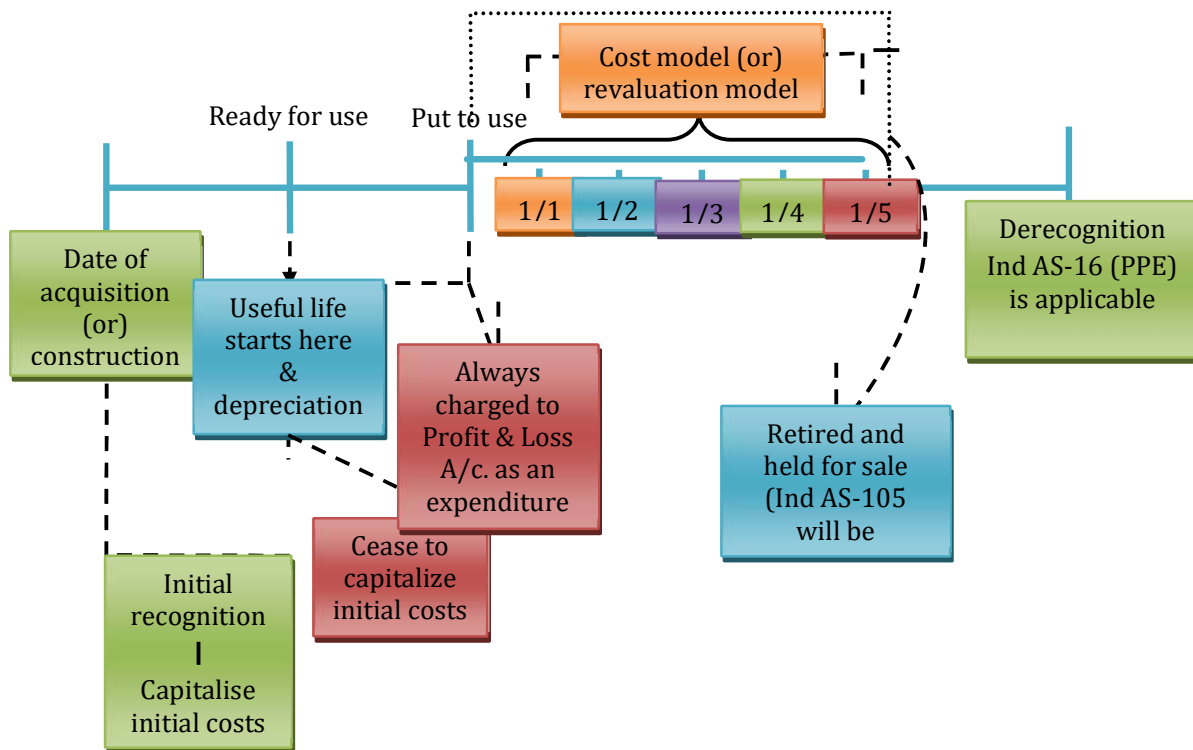 Cost model (or)
revaluation model
Ready for use
Put to use
1/1
1/2
1/3
1/4
1/5
Date of
acquisition
(or)
construction
Useful life
starts here
&
depreciation
Always
charged to
Profit & Loss
A/c. as an
expenditure
Cease to
capitalize
initial costs
Initial
recognition
Capitalise
initial costs
Retired and
held for sale
(Ind AS-105
will be
Derecognition
Ind AS-16 (PPE)
is applicable